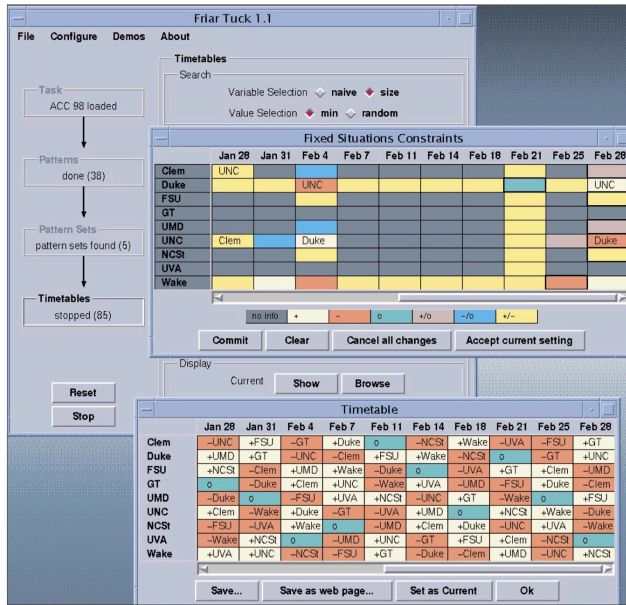 Friar Tuck 1.1
File Configure Demos About
Timetables
Search
Variable Selection naive size
Value Selection min random
Task
ACC 98 loaded
Patterns
done (38)
Pattern Sets
pattern sets found (5)
Timetables
stopped (85)
Reset
Stop
Fixed Situations Constraints
Jan 28 Jan 31 Feb 4 Feb 7 Feb 11 Feb 14 Feb 18 Feb 21 Feb 25 Feb 28
Clem UNC
Duke UNC o UNC
FSU
GT
UMD
UNC Clem Duke Duke
NCSt
UVA
Wake
no info + - o +/o -/o +/-
Commit Clear Cancel all changes Accept current setting
Display
Current Show Browse
Timetable
Jan 28 Jan 31 Feb 4 Feb 7 Feb 11 Feb 14 Feb 18 Feb 21 Feb 25 Feb 28
Clem -UNC +FSU -GT +Duke o -NCSt +Wake -UVA -FSU +GT
Duke +UMD +GT -UNC -Clem +FSU +Wake -NCSt o -GT +UNC
FSU +NCSt -Clem +UMD +Wake -Duke o -UVA +GT +Clem -UMD
GT o -Duke +Clem +UNC -Wake +UVA -UMD -FSU +Duke -Clem
UMD -Duke o -FSU +UVA +NCSt -UNC +GT -Wake o +FSU
UNC +Clem -Wake +Duke -GT -UVA +UMD o +NCSt +Wake -Duke
NCSt -FSU -UVA +Wake o -UMD +Clem +Duke -UNC +UVA -Wake
UVA -Wake +NCSt o -UMD +UNC -GT +FSU +Clem -NCSt o
Wake +UVA +UNC -NCSt -FSU +GT -Duke -Clem +UMD -UNC +NCSt
Save... Save as web page... Set as Current Ok